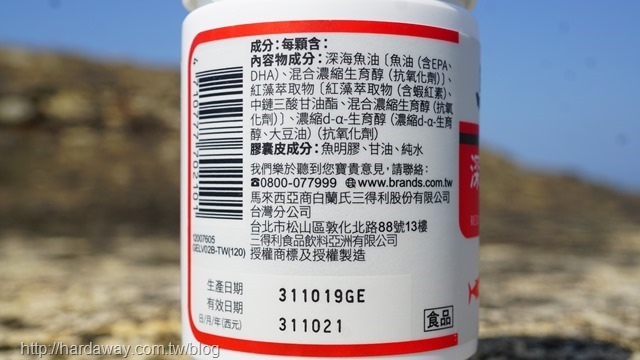 成分：每顆含：
內容物成分：深海魚油〔魚油（含EPA、
DHA）、混合濃縮生育醇（抗氧化劑）〕、
紅藻萃取物〔紅藻萃取物（含蝦紅素）、
中鏈三酸甘油酯、混合濃縮生育醇（抗
氧化劑）〕、濃縮d-α-生育醇（濃縮d-α-生育
醇、大豆油）（抗氧化劑）
膠囊皮成分：魚明膠、甘油、純水
我們樂於聽到您寶貴意見，請聯絡：
☎0800-077999 www.brands.com.tw
馬來西亞商白蘭氏三得利股份有限公司
台灣分公司
台北市松山區敦化北路88號13樓
三得利食品飲料亞洲有限公司
授權商標及授權製造
12007605
GELV02B-TW(120)
生產日期 311019GE
有效日期 311021
日/月/年（西元）
食品
深
http://hardaway.com.tw/blog